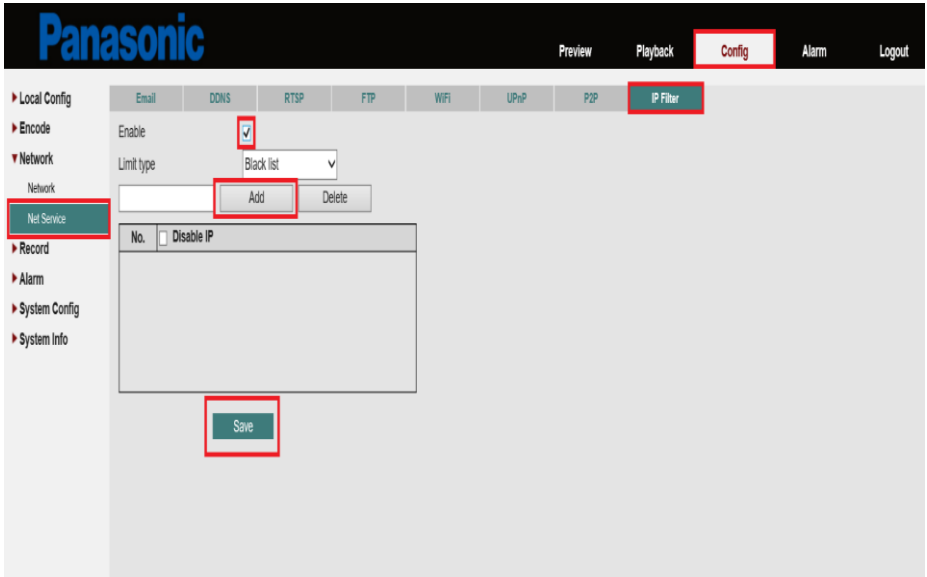 Panasonic
Preview Playback Config Alarm Logout
Local Config
Encode
Network
Network
Net Service
Record
Alarm
System Config
System Info
Email DDNS RTSP FTP WiFi UPnP P2P IP Filter
Enable
Limit type Black list
Add Delete
No. Disable IP
Save